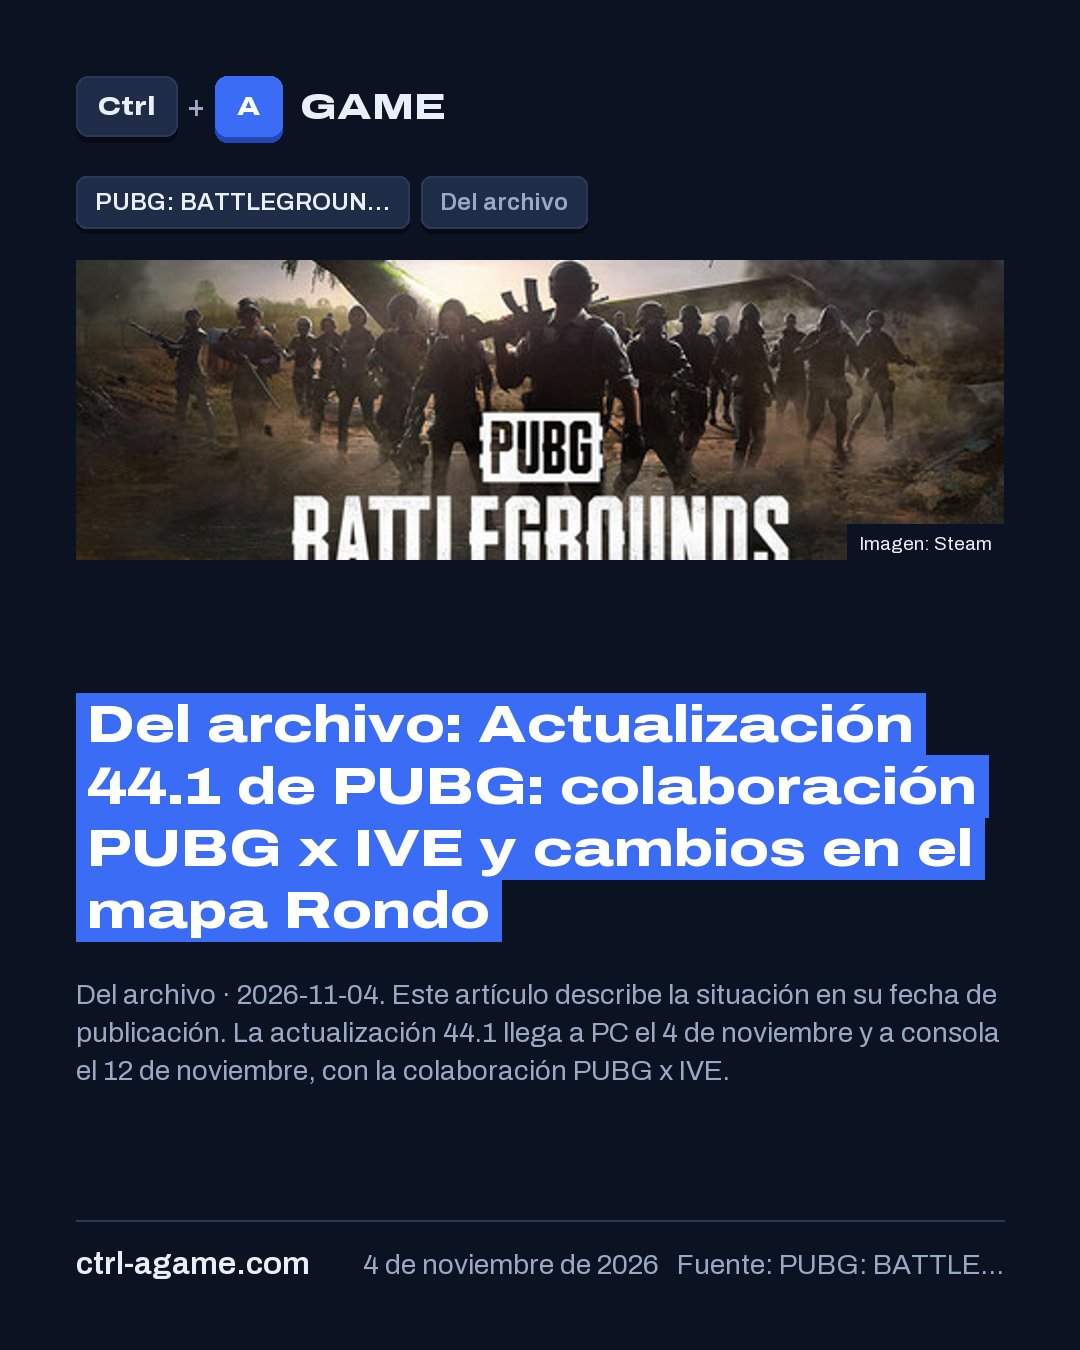 Ctrl + A GAME
PUBG: BATTLEGROUN... Del archivo
PUBG
BATTLEGROUNDS
Imagen: Steam
Del archivo: Actualización
44.1 de PUBG: colaboración
PUBG x IVE y cambios en el
mapa Rondo
Del archivo · 2026-11-04. Este artículo describe la situación en su fecha de
publicación. La actualización 44.1 llega a PC el 4 de noviembre y a consola
el 12 de noviembre, con la colaboración PUBG x IVE.
ctrl-agame.com 4 de noviembre de 2026 Fuente: PUBG: BATTLE...